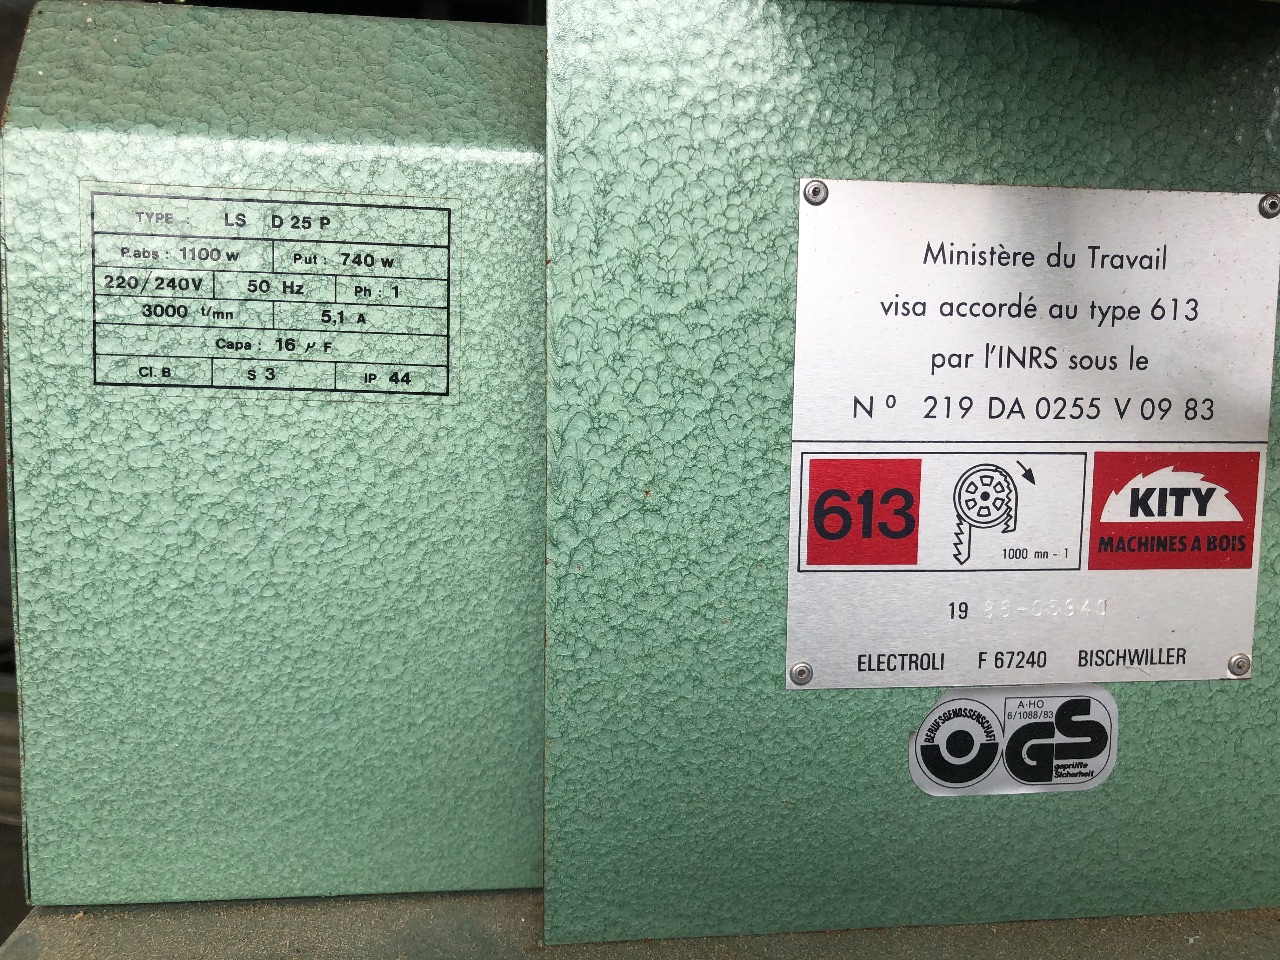 TYPE : LS D 25 P
P.abs : 1100 W Put : 740 W
220/240V 50 Hz Ph : 1
3000 t/mn 5,1 A
Capa : 16 µ F
Cl. B S 3 IP 44
Ministère du Travail
visa accordé au type 613
par l'INRS sous le
N° 219 DA 0255 V 09 83
613
1000 mn - 1
KITY
MACHINES A BOIS
19
ELECTROLI F 67240 BISCHWILLER
BERUFSGENOSSENSCHAFT
A-HO
6/1088/83
GS
geprüfte
Sicherheit